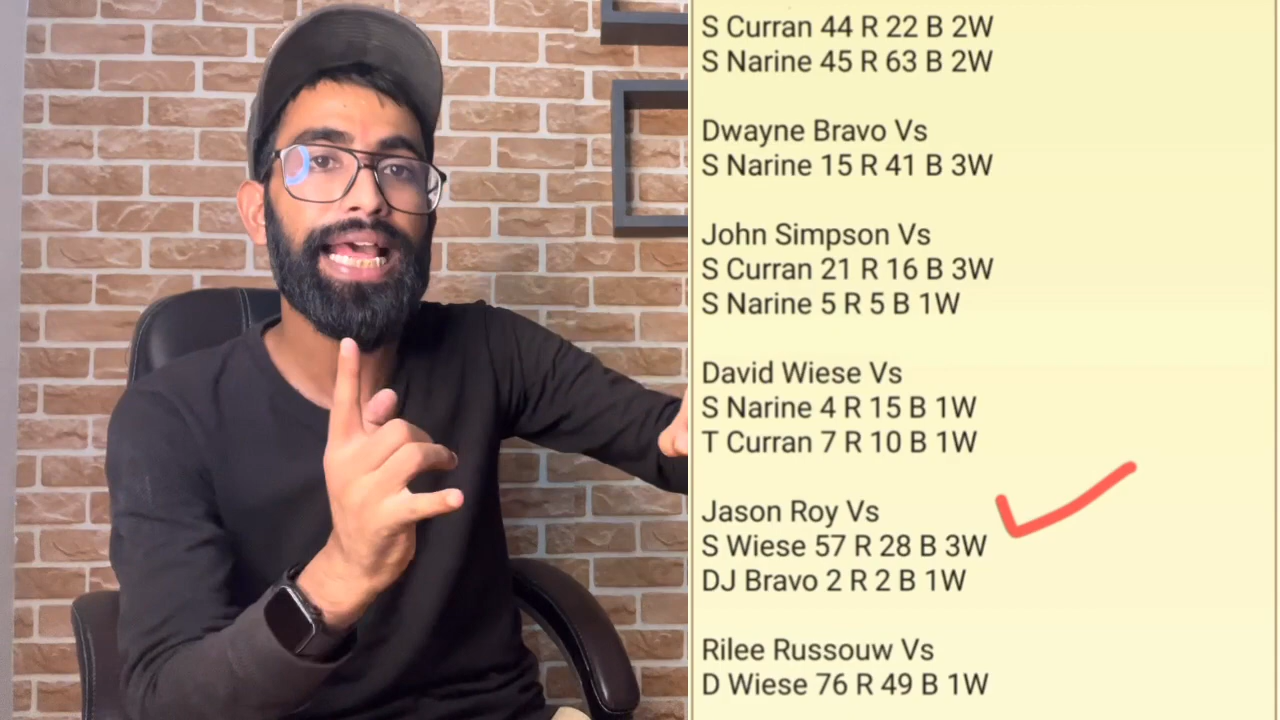 S Curran 44 R 22 B 2W
S Narine 45 R 63 B 2W
Dwayne Bravo Vs
S Narine 15 R 41 B 3W
John Simpson Vs
S Curran 21 R 16 B 3W
S Narine 5 R 5 B 1W
David Wiese Vs
S Narine 4 R 15 B 1W
T Curran 7 R 10 B 1W
Jason Roy Vs
S Wiese 57 R 28 B 3W
DJ Bravo 2 R 2 B 1W
Rilee Russouw Vs
D Wiese 76 R 49 B 1W